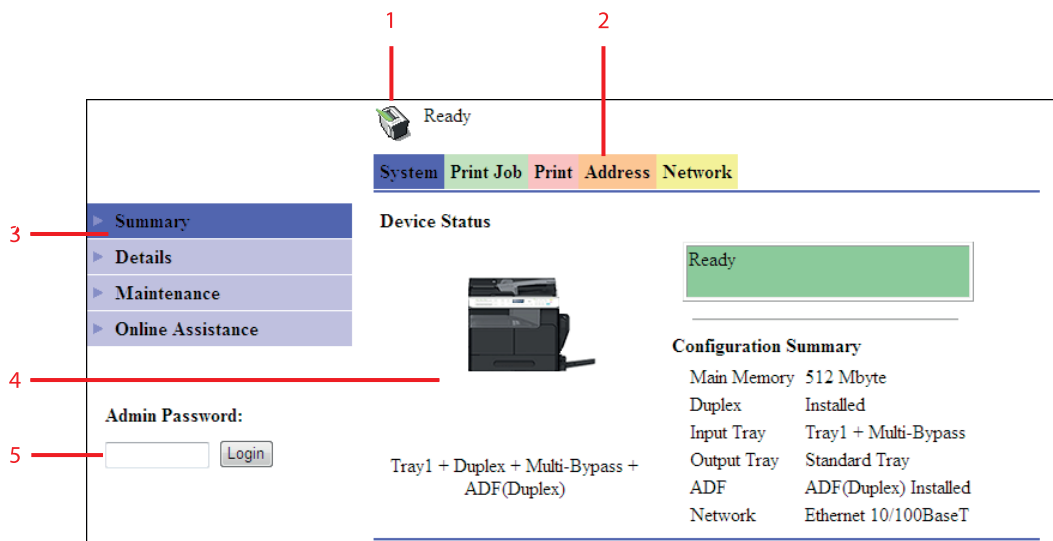 1
2
Ready
System Print Job Print Address Network
3
Summary
Details
Maintenance
Online Assistance
Device Status
Ready
4
Configuration Summary
Main Memory 512 Mbyte
Duplex Installed
Input Tray Tray1 + Multi-Bypass
Output Tray Standard Tray
ADF ADF(Duplex) Installed
Network Ethernet 10/100BaseT
Admin Password:
5
Login
Tray1 + Duplex + Multi-Bypass +
ADF(Duplex)